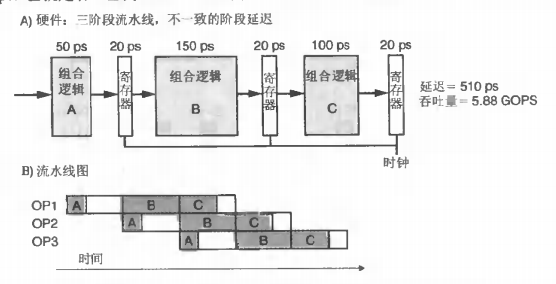 A) 硬件：三阶段流水线，不一致的阶段延迟
50 ps 20 ps 150 ps 20 ps 100 ps 20 ps
组合逻辑 A
寄存器
组合逻辑 B
寄存器
组合逻辑 C
寄存器
延迟 = 510 ps
吞吐量 = 5.88 GOPS
时钟
B) 流水线图
OP1 A B C
OP2 A B C
OP3 A B C
时间